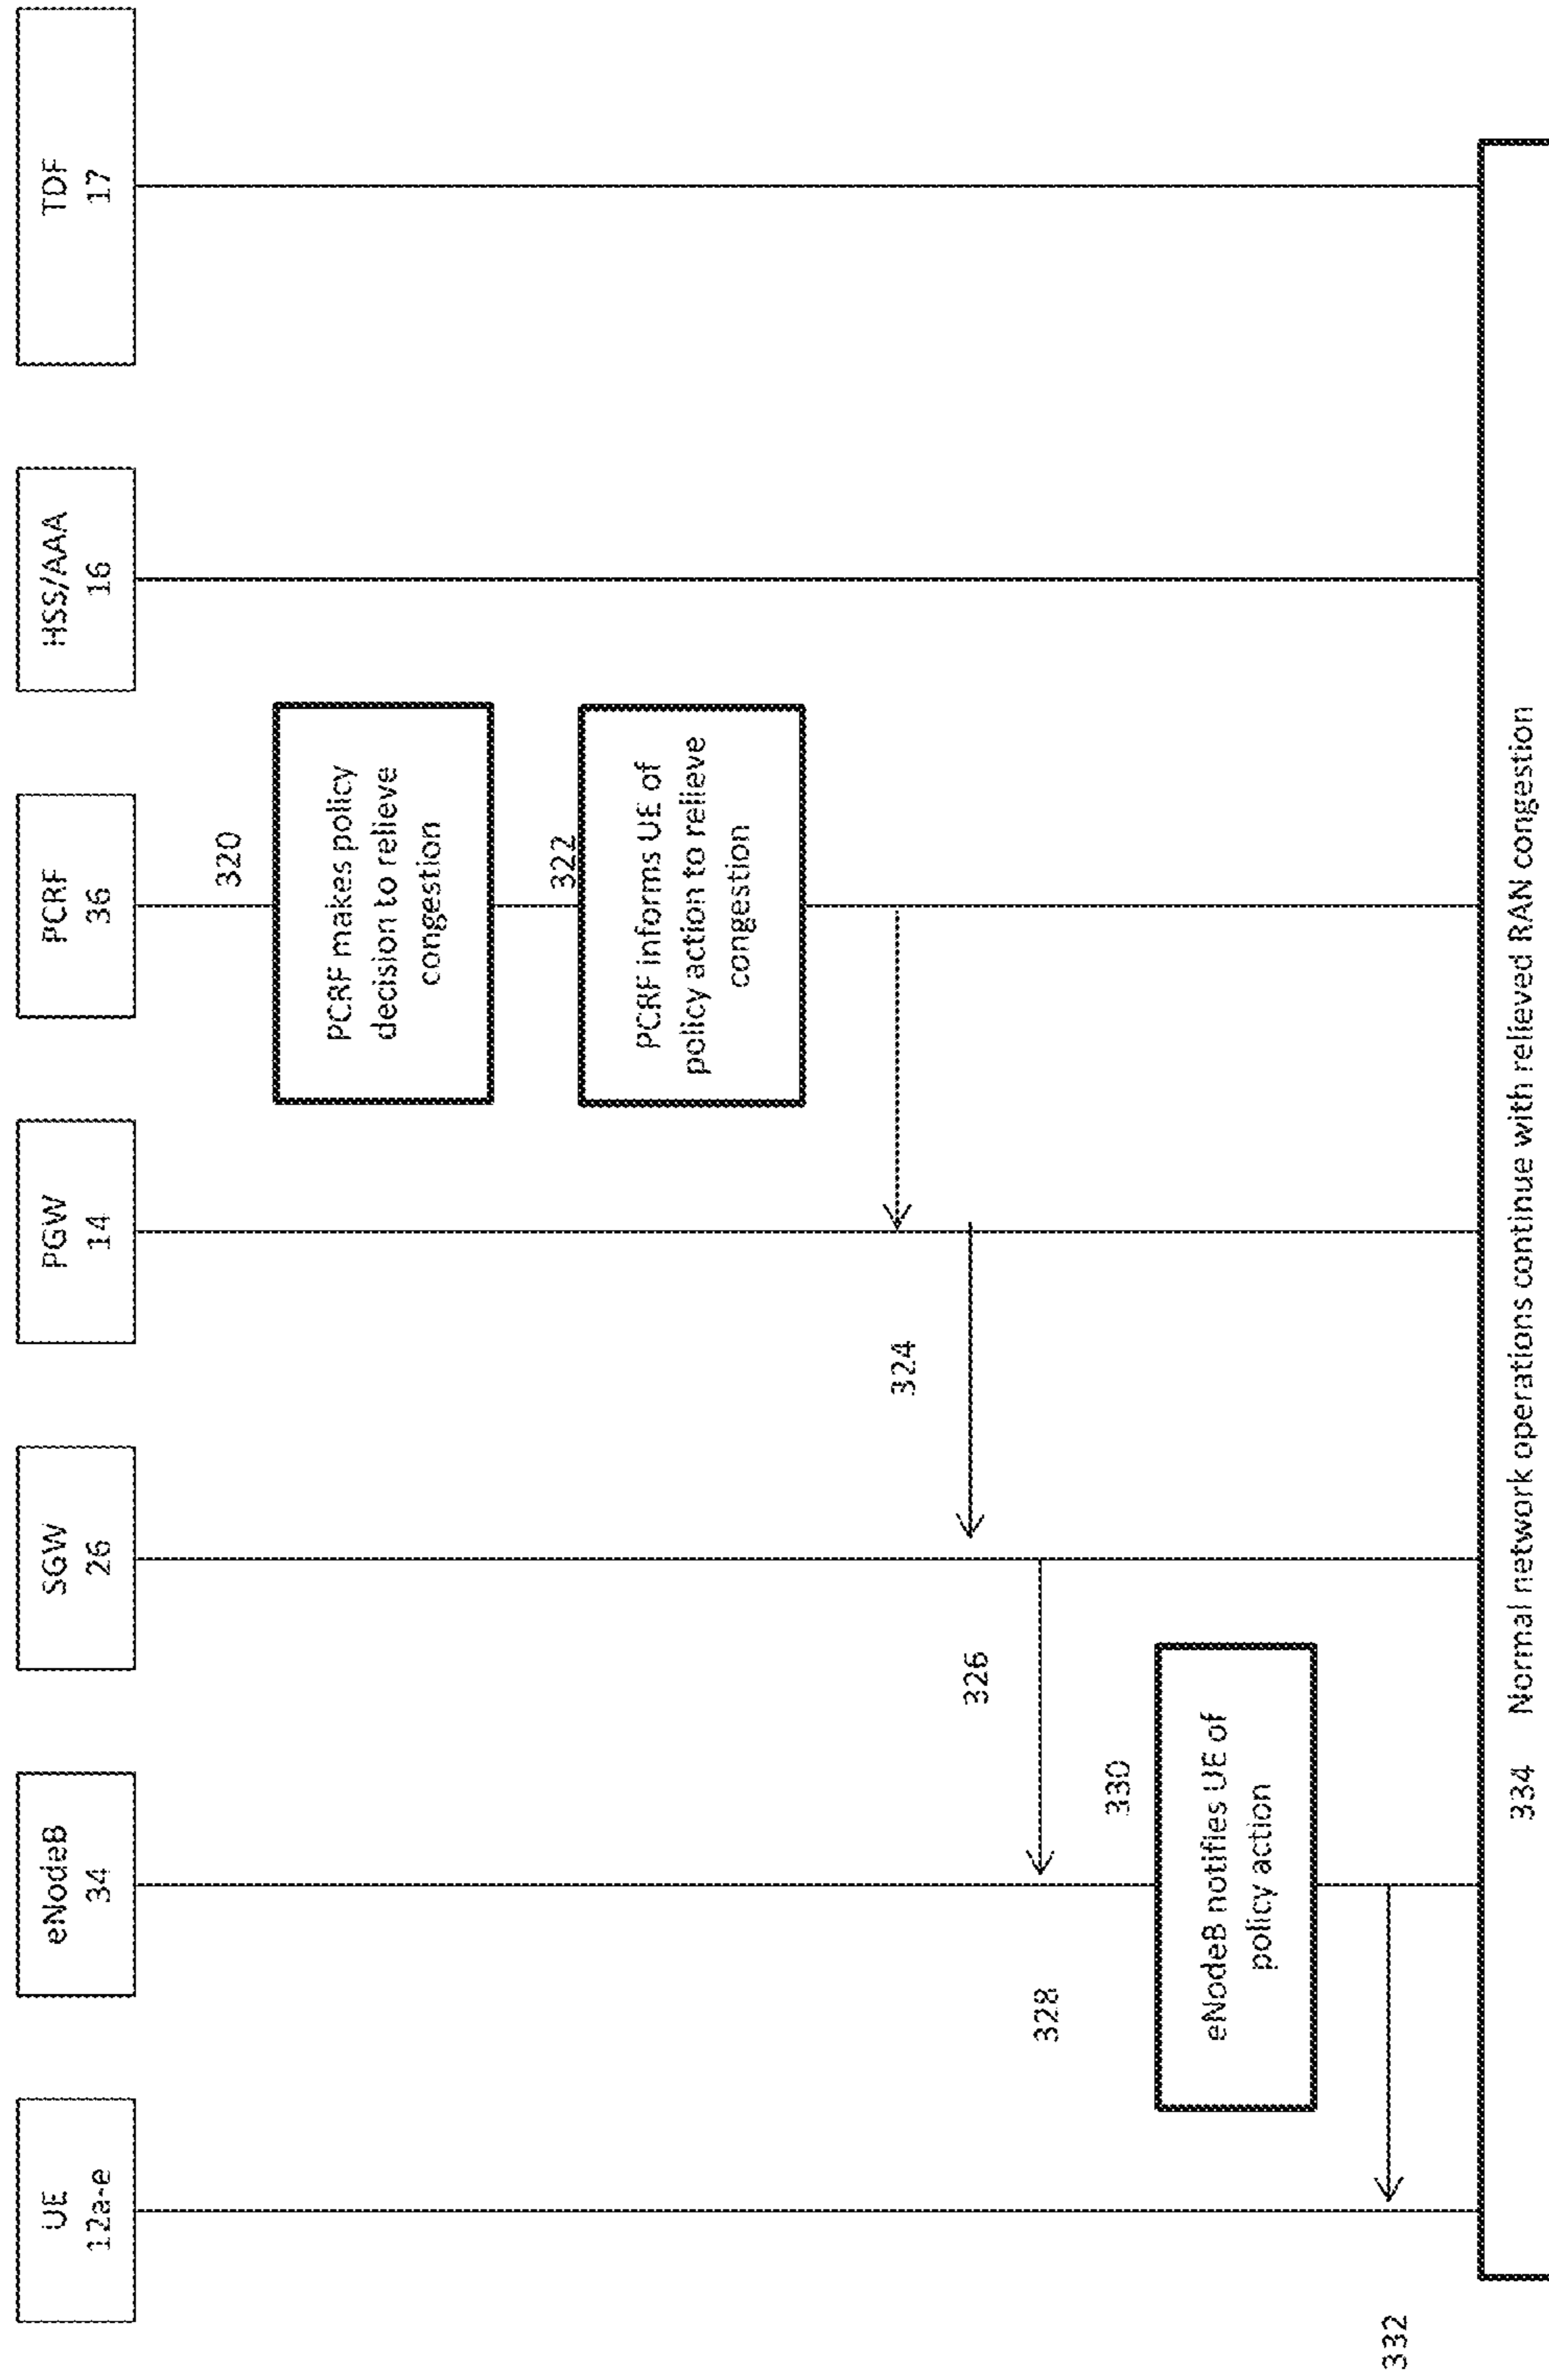 UE
12a-e
eNodeB
34
SGW
26
PGW
14
PCRF
36
HSS/AAA
16
TDF
17
320
PCRF makes policy
decision to relieve
congestion
322
PCRF informs UE of
policy action to relieve
congestion
324
326
328
330
eNodeB notifies UE of
policy action
332
334 Normal network operations continue with relieved RAN congestion